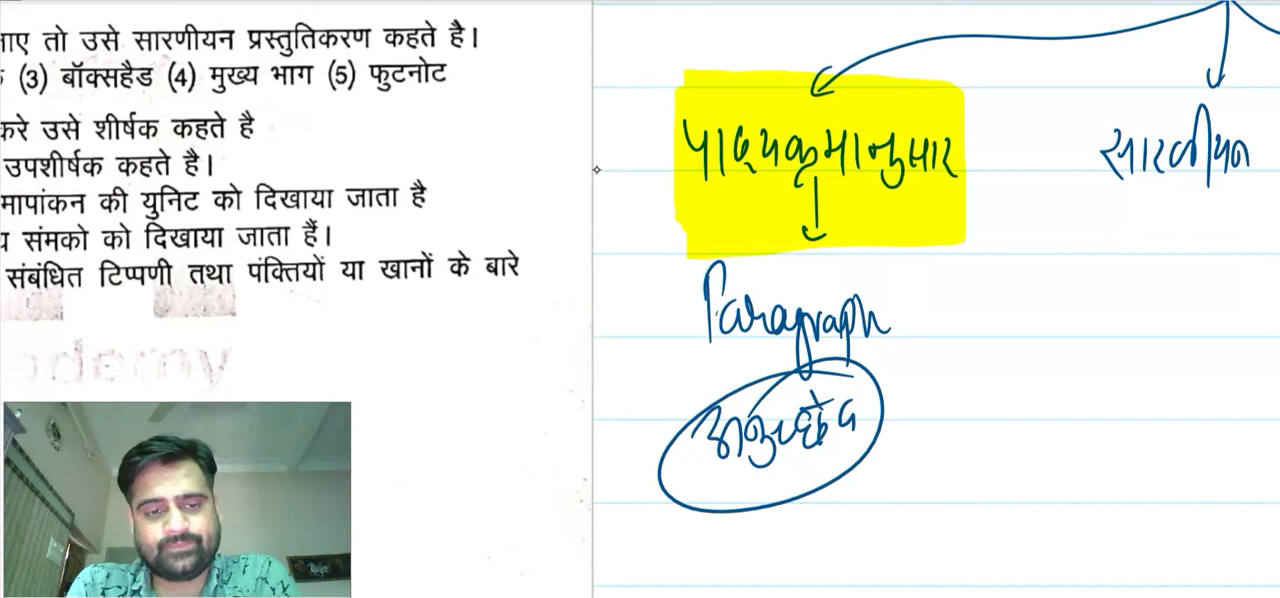 ाए तो उसे सारणीयन प्रस्तुतिकरण कहते है।
(3) बॉक्सहैड (4) मुख्य भाग (5) फुटनोट
करे उसे शीर्षक कहते है
उपशीर्षक कहते है।
मापांकन की युनिट को दिखाया जाता है
य संमको को दिखाया जाता हैं।
संबंधित टिप्पणी तथा पंक्तियों या खानों के बारे
ademy
पाठ्यक्रमानुसार
सारणीयन
Paragraph
अनुच्छेद